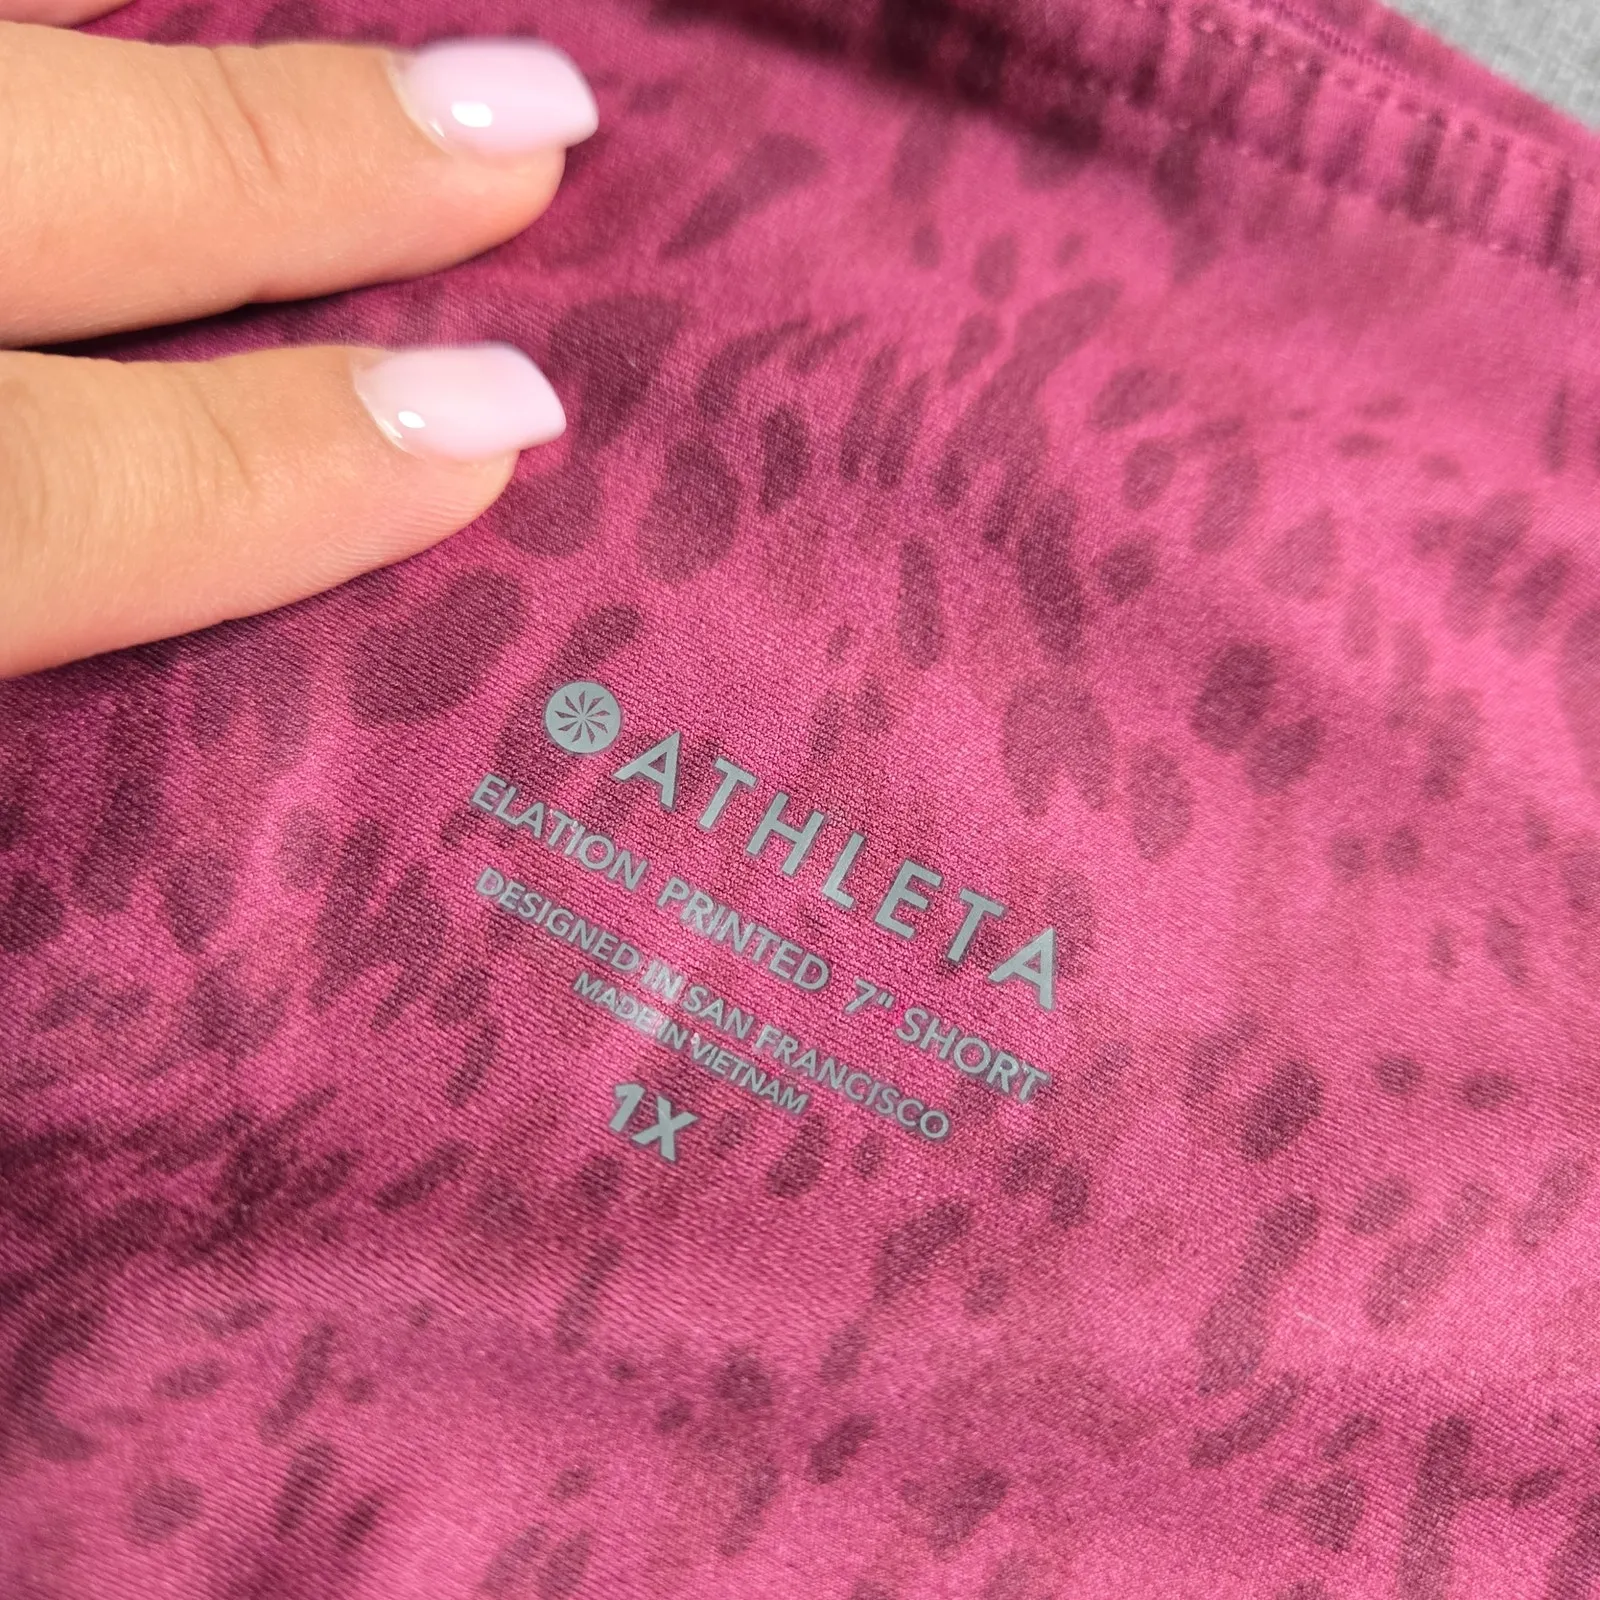 ATHLETA
ELATION PRINTED 7" SHORT
DESIGNED IN SAN FRANCISCO
MADE IN VIETNAM
1X